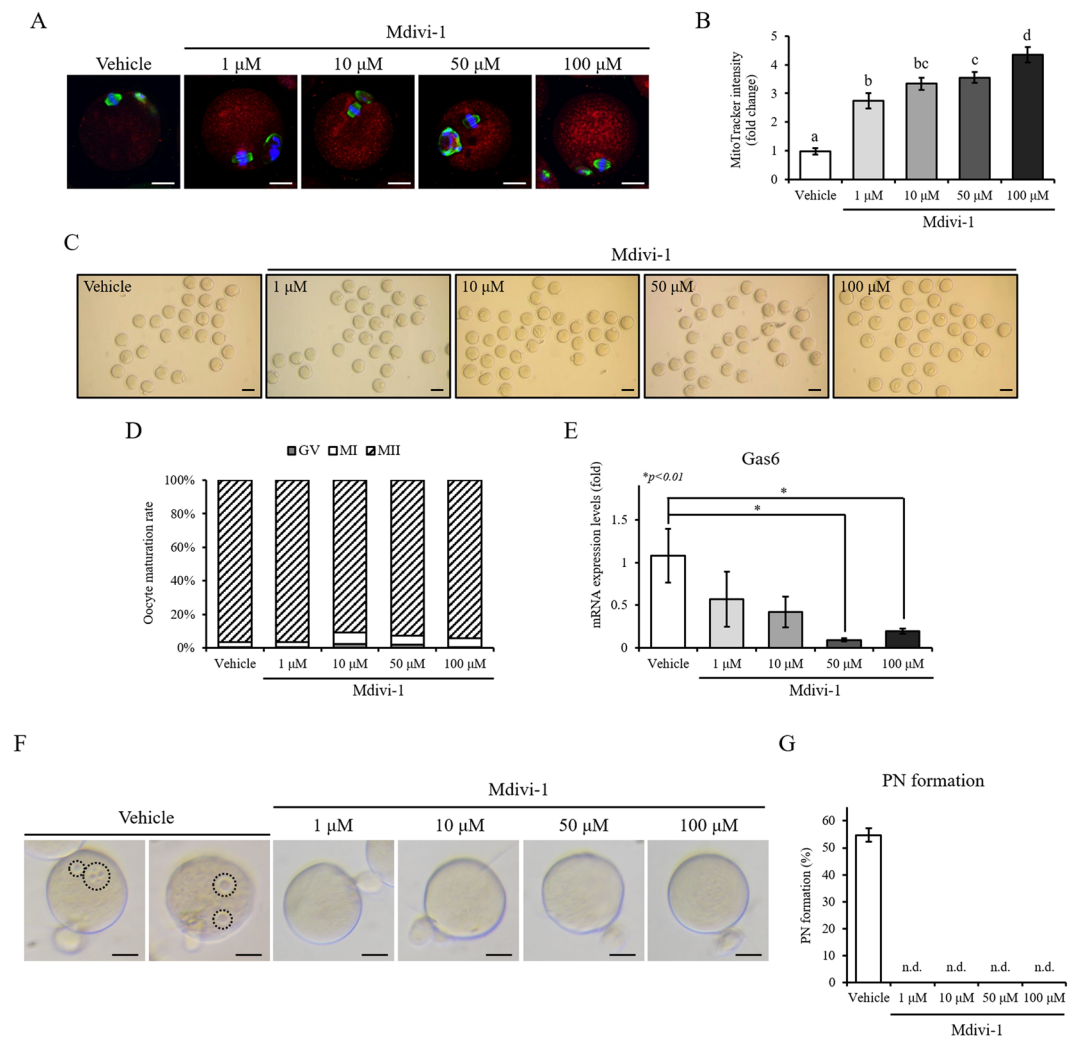 A
Mdivi-1
Vehicle
1 μM
10 μM
50 μM
100 μM
B
MitoTracker intensity
(fold change)
5
4
3
2
1
0
a
b
bc
c
d
Vehicle
1 μM
10 μM
50 μM
100 μM
Mdivi-1
C
Mdivi-1
Vehicle
1 μM
10 μM
50 μM
100 μM
D
GV
MI
MII
Oocyte maturation rate
100%
80%
60%
40%
20%
0%
Vehicle
1 μM
10 μM
50 μM
100 μM
Mdivi-1
E
Gas6
*p<0.01
mRNA expression levels (fold)
1.5
1
0.5
0
*
*
Vehicle
1 μM
10 μM
50 μM
100 μM
Mdivi-1
F
Vehicle
Mdivi-1
1 μM
10 μM
50 μM
100 μM
G
PN formation
PN formation (%)
60
50
40
30
20
10
0
n.d.
n.d.
n.d.
n.d.
Vehicle
1 μM
10 μM
50 μM
100 μM
Mdivi-1